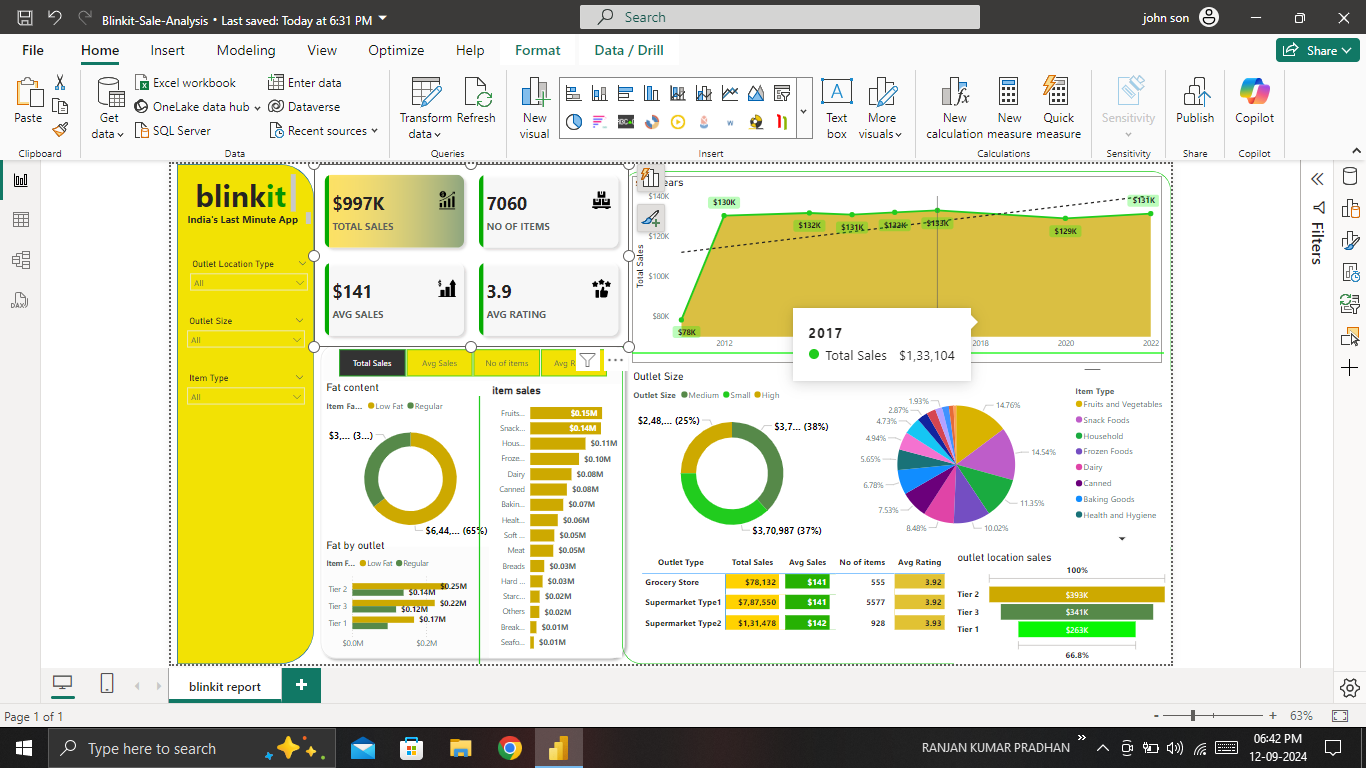 Blinkit-Sale-Analysis • Last saved: Today at 6:31 PM
Search
john son
File
Home
Insert
Modeling
View
Optimize
Help
Format
Data / Drill
Share
Paste
Get data
Excel workbook
OneLake data hub
SQL Server
Enter data
Dataverse
Recent sources
Transform data
Refresh
New visual
Text box
More visuals
New calculation
New measure
Quick measure
Sensitivity
Publish
Copilot
Clipboard
Data
Queries
Insert
Calculations
Sensitivity
Share
Copilot
blinkit
India's Last Minute App
Outlet Location Type
All
Outlet Size
All
Item Type
All
$997K
TOTAL SALES
7060
NO OF ITEMS
$141
AVG SALES
3.9
AVG RATING
Total Sales
$140K
$120K
$100K
$80K
$78K
$130K
$132K
$131K
$132K
$133K
$129K
$131K
2012
2018
2020
2022
2017
Total Sales $1,33,104
Filters
Total Sales
Avg Sales
No of items
Fat content
Item Fa...
Low Fat
Regular
$3,... (3...)
$6,44,... (65%)
Fat by outlet
Item F...
Low Fat
Regular
Tier 2
$0.25M
$0.14M
Tier 3
$0.22M
$0.12M
Tier 1
$0.17M
$0.0M
$0.2M
item sales
Fruits... $0.15M
Snack... $0.14M
Hous... $0.11M
Froze... $0.10M
Dairy $0.08M
Canned $0.08M
Bakin... $0.07M
Healt... $0.06M
Soft ... $0.05M
Meat $0.05M
Breads $0.03M
Hard ... $0.03M
Starc... $0.02M
Others $0.02M
Break... $0.01M
Seafo... $0.01M
Outlet Size
Outlet Size
Medium
Small
High
$2,48,... (25%)
$3,7... (38%)
$3,70,987 (37%)
14.76%
14.54%
11.35%
10.02%
8.48%
7.53%
6.78%
5.65%
4.94%
4.73%
2.87%
1.93%
Item Type
Fruits and Vegetables
Snack Foods
Household
Frozen Foods
Dairy
Canned
Baking Goods
Health and Hygiene
Outlet Type Total Sales Avg Sales No of items Avg Rating
Grocery Store $78,132 $141 555 3.92
Supermarket Type1 $7,87,550 $141 5577 3.92
Supermarket Type2 $1,31,478 $142 928 3.93
outlet location sales
100%
Tier 2 $393K
Tier 3 $341K
Tier 1 $263K
66.8%
blinkit report
Page 1 of 1
63%
Type here to search
RANJAN KUMAR PRADHAN
06:42 PM
12-09-2024